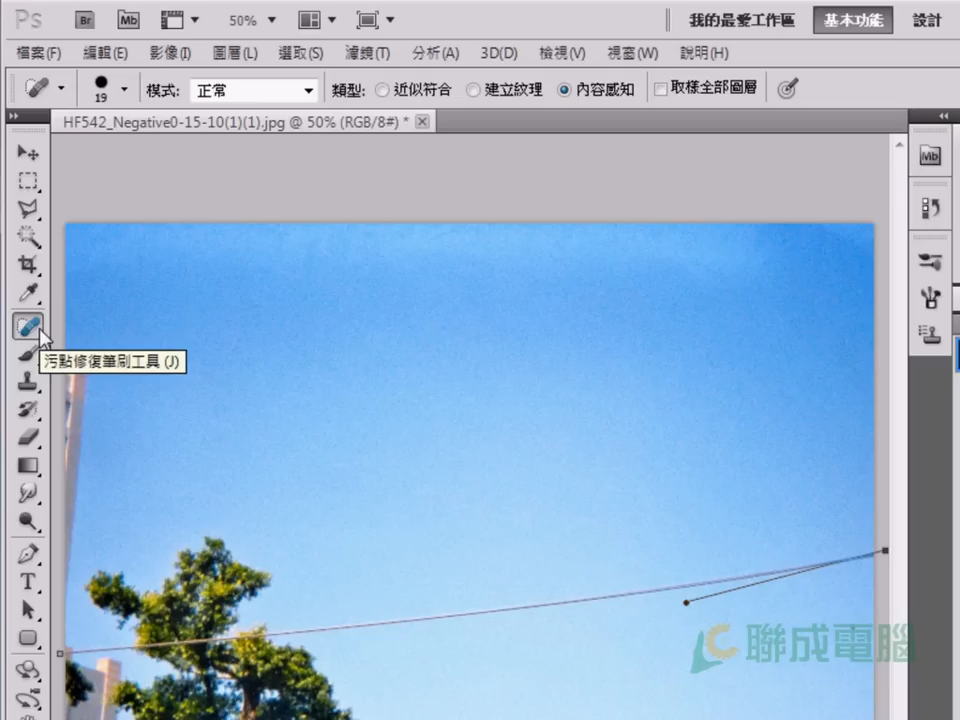 Ps Br Mb 50% 我的最愛工作區 基本功能 設計
檔案(F) 編輯(E) 影像(I) 圖層(L) 選取(S) 濾鏡(T) 分析(A) 3D(D) 檢視(V) 視窗(W) 說明(H)
19 模式: 正常 類型: 近似符合 建立紋理 內容感知 取樣全部圖層
HF542_Negative0-15-10(1)(1).jpg @ 50% (RGB/8#) *
Mb
污點修復筆刷工具 (J)
T
聯成電腦